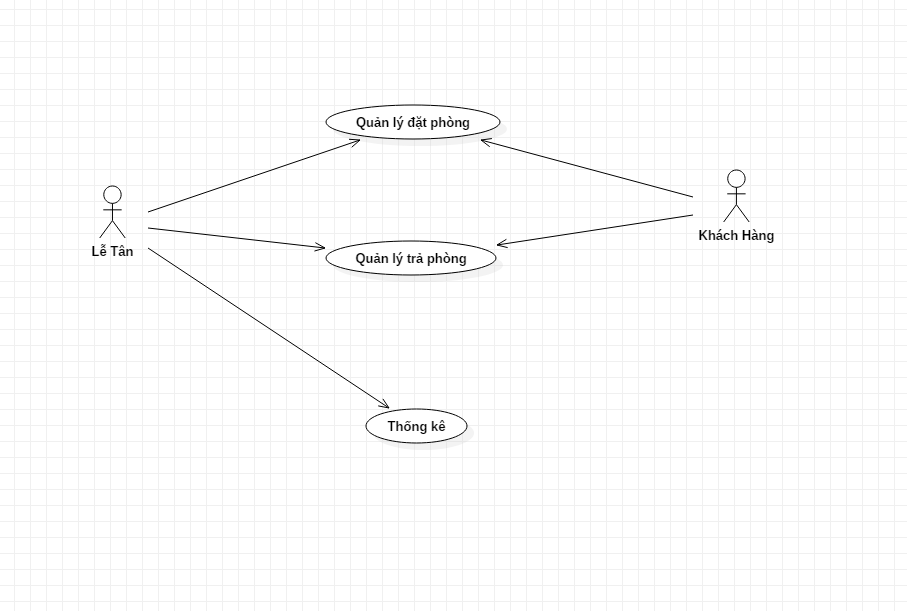 Quản lý đặt phòng
Khách Hàng
Lễ Tân
Quản lý trả phòng
Thống kê